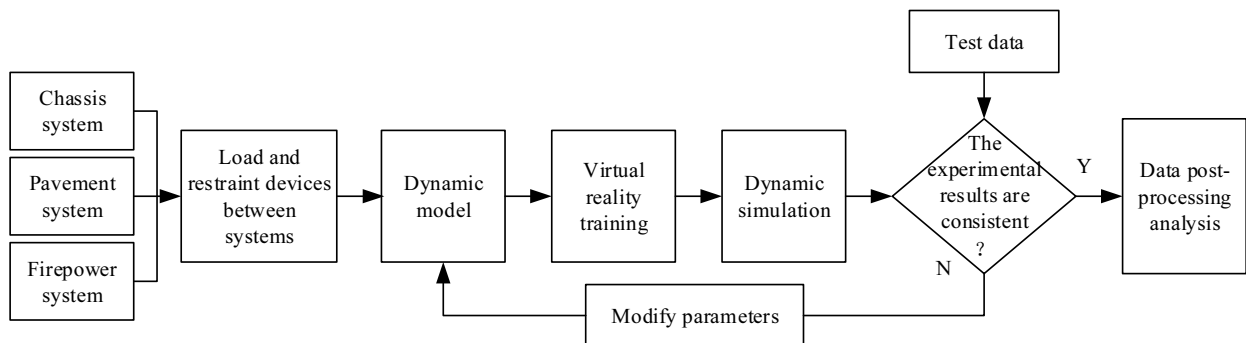 Test data
Chassis
system
Pavement
system
Firepower
system
Load and
restraint devices
between
systems
Dynamic
model
Virtual
reality
training
Dynamic
simulation
The
experimental
results are
consistent
?
Y
N
Data post-
processing
analysis
Modify parameters